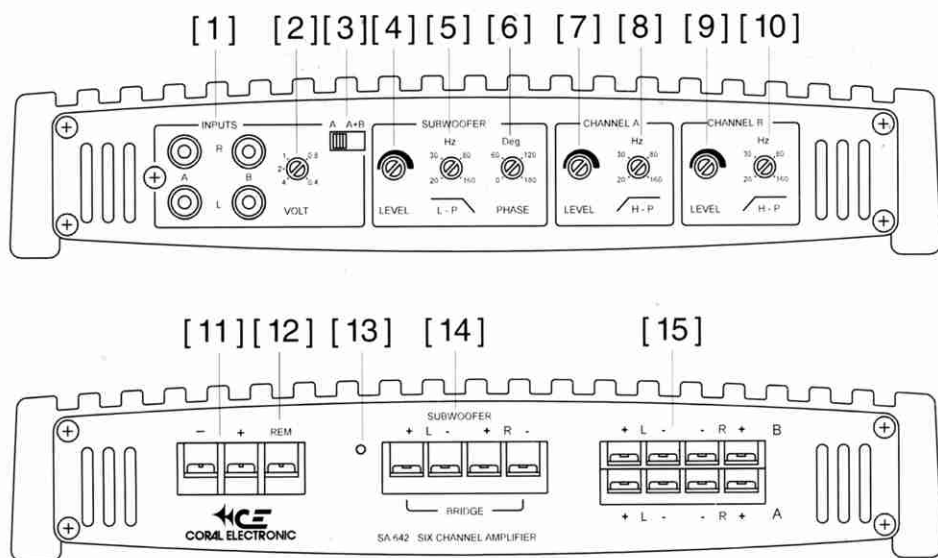 [1] [2] [3] [4] [5] [6] [7] [8] [9] [10]
INPUTS A A+B SUBWOOFER CHANNEL A CHANNEL B
R Hz Deg Hz Hz
1 0.8 30 80 60 120 30 80 30 80
2
A B 4 0.4 20 160 0 180 20 160 20 160
L VOLT LEVEL L - P PHASE LEVEL H - P LEVEL H - P
[11] [12] [13] [14] [15]
SUBWOOFER
- + REM + L - + R - + L - - R + B
BRIDGE
CE
CORAL ELECTRONIC
+ L - - R + A
SA 642 SIX CHANNEL AMPLIFIER